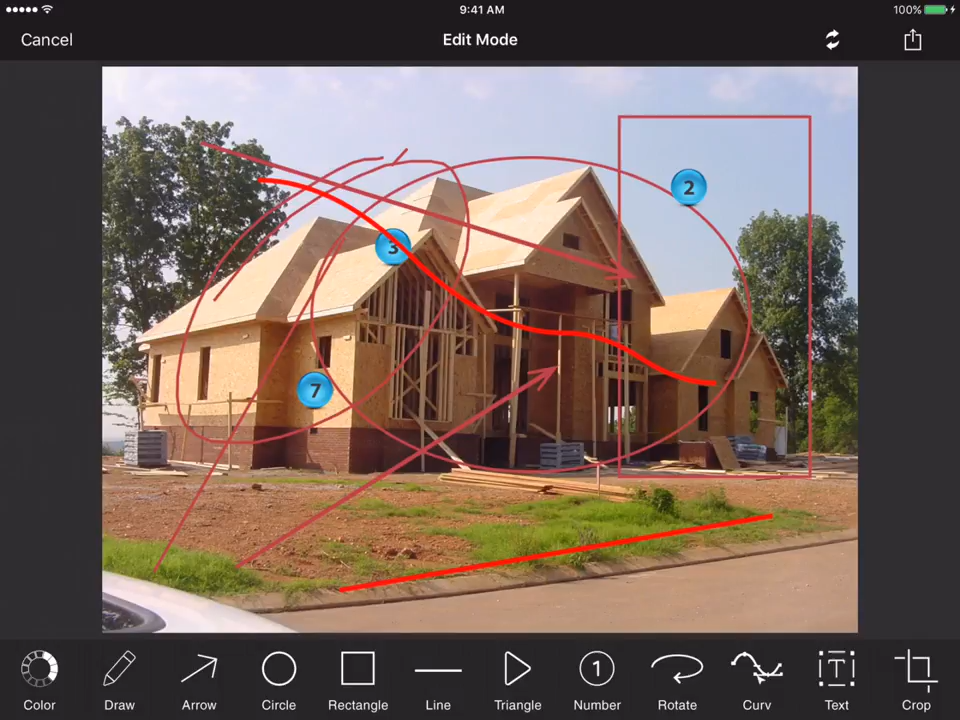 9:41 AM
100%
Cancel
Edit Mode
2
3
7
1
T
Color
Draw
Arrow
Circle
Rectangle
Line
Triangle
Number
Rotate
Curv
Text
Crop